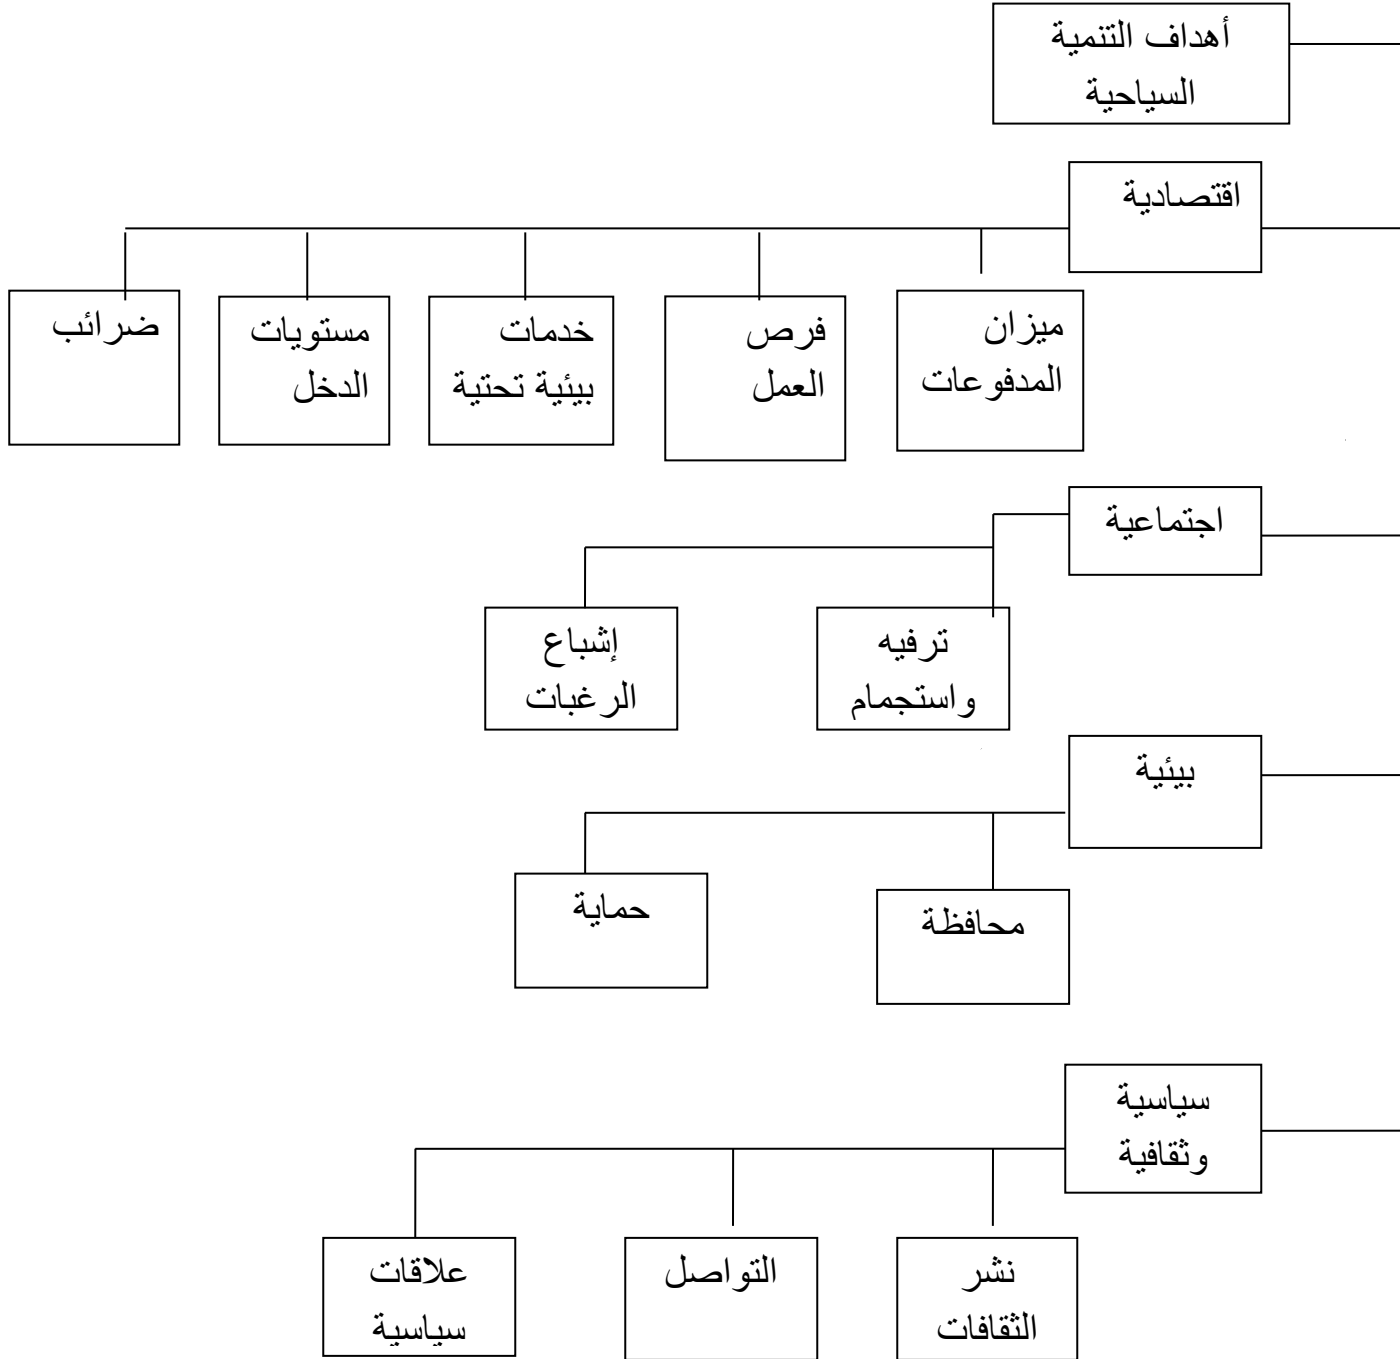 أهداف التنمية
السياحية
اقتصادية
ميزان
المدفوعات
فرص
العمل
خدمات
بيئية تحتية
مستويات
الدخل
ضرائب
اجتماعية
ترفيه
واستجمام
إشباع
الرغبات
بيئية
محافظة
حماية
سياسية
وثقافية
نشر
الثقافات
التواصل
علاقات
سياسية